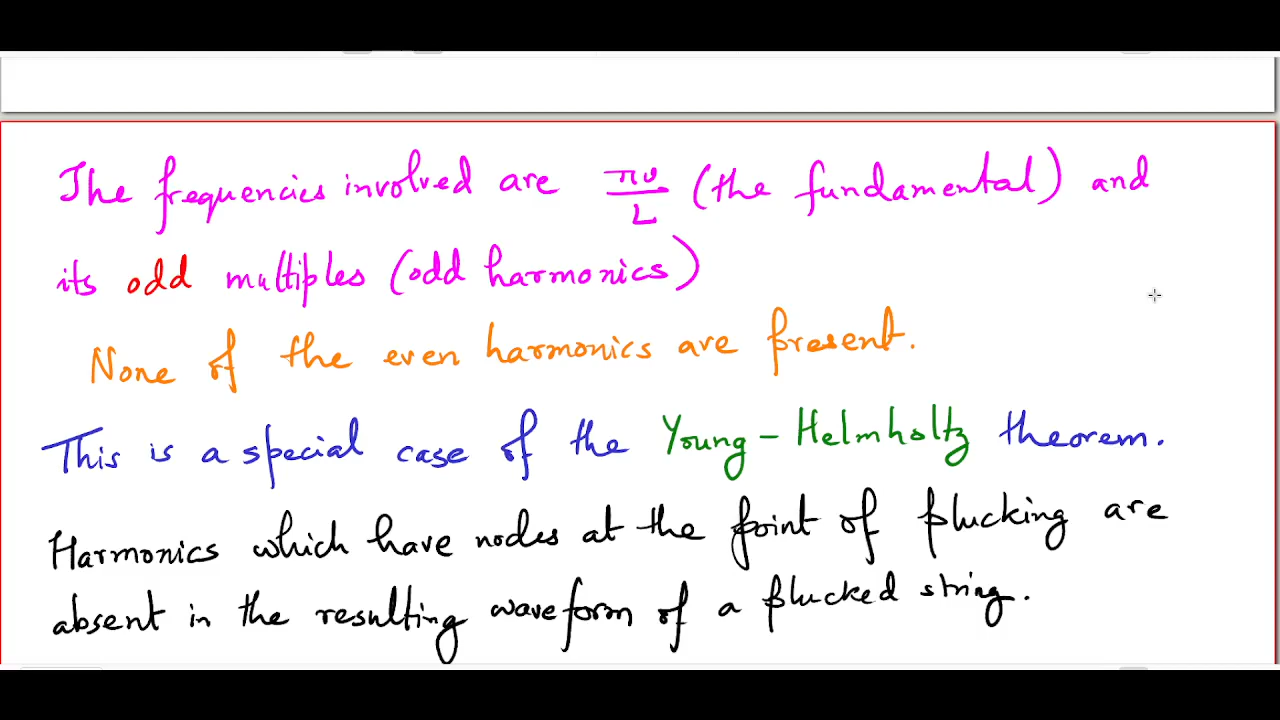 The frequencies involved are πv/L (the fundamental) and
its odd multiples (odd harmonics)
None of the even harmonics are present.
This is a special case of the Young-Helmholtz theorem.
Harmonics which have nodes at the point of plucking are
absent in the resulting waveform of a plucked string.